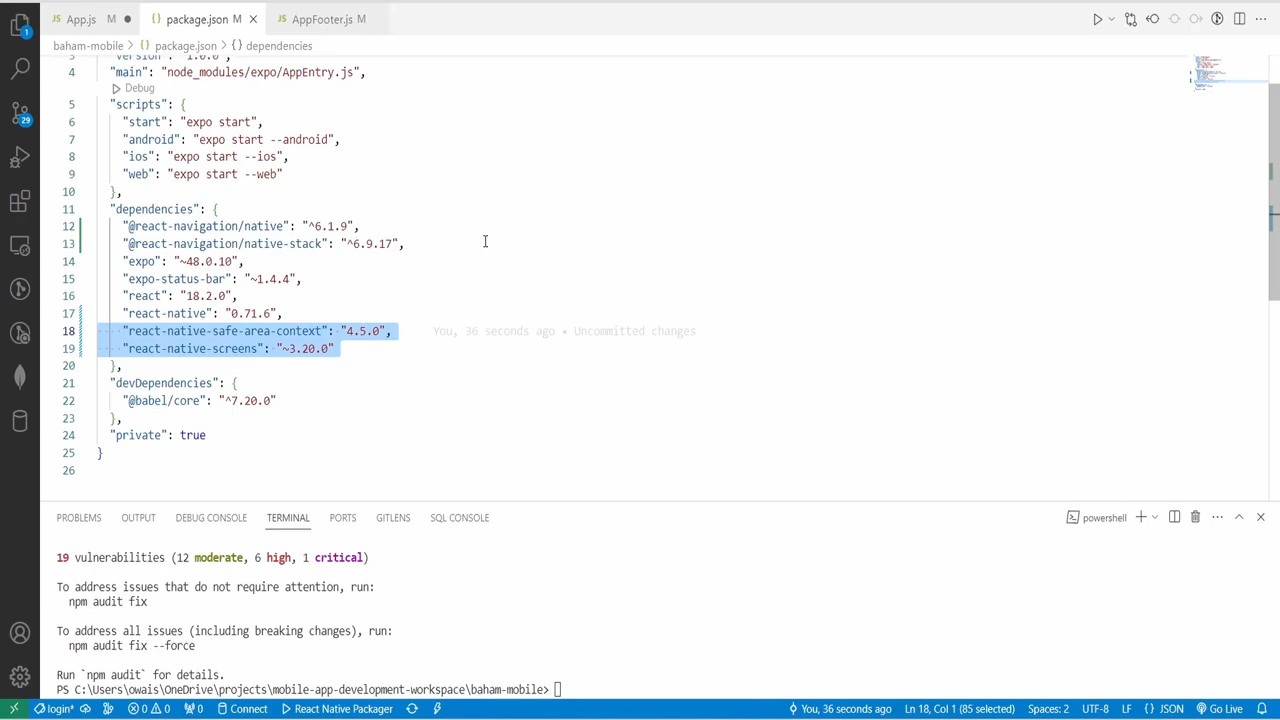 App.js M
package.json M
AppFooter.js M
baham-mobile
package.json
dependencies
3 "version": "1.0.0",
4 "main": "node_modules/expo/AppEntry.js",
Debug
5 "scripts": {
6 "start": "expo start",
7 "android": "expo start --android",
8 "ios": "expo start --ios",
9 "web": "expo start --web"
10 },
11 "dependencies": {
12 "@react-navigation/native": "^6.1.9",
13 "@react-navigation/native-stack": "^6.9.17",
14 "expo": "~48.0.10",
15 "expo-status-bar": "~1.4.4",
16 "react": "18.2.0",
17 "react-native": "0.71.6",
18 "react-native-safe-area-context": "4.5.0", You, 36 seconds ago • Uncommitted changes
19 "react-native-screens": "~3.20.0"
20 },
21 "devDependencies": {
22 "@babel/core": "^7.20.0"
23 },
24 "private": true
25 }
26
PROBLEMS OUTPUT DEBUG CONSOLE TERMINAL PORTS GITLENS SQL CONSOLE powershell
19 vulnerabilities (12 moderate, 6 high, 1 critical)
To address issues that do not require attention, run:
npm audit fix
To address all issues (including breaking changes), run:
npm audit fix --force
Run `npm audit` for details.
PS C:\Users\owais\OneDrive\projects\mobile-app-development-workspace\baham-mobile>
1
29
login* 0 0 0 Connect React Native Packager You, 36 seconds ago Ln 18, Col 1 (85 selected) Spaces: 2 UTF-8 LF {} JSON Go Live